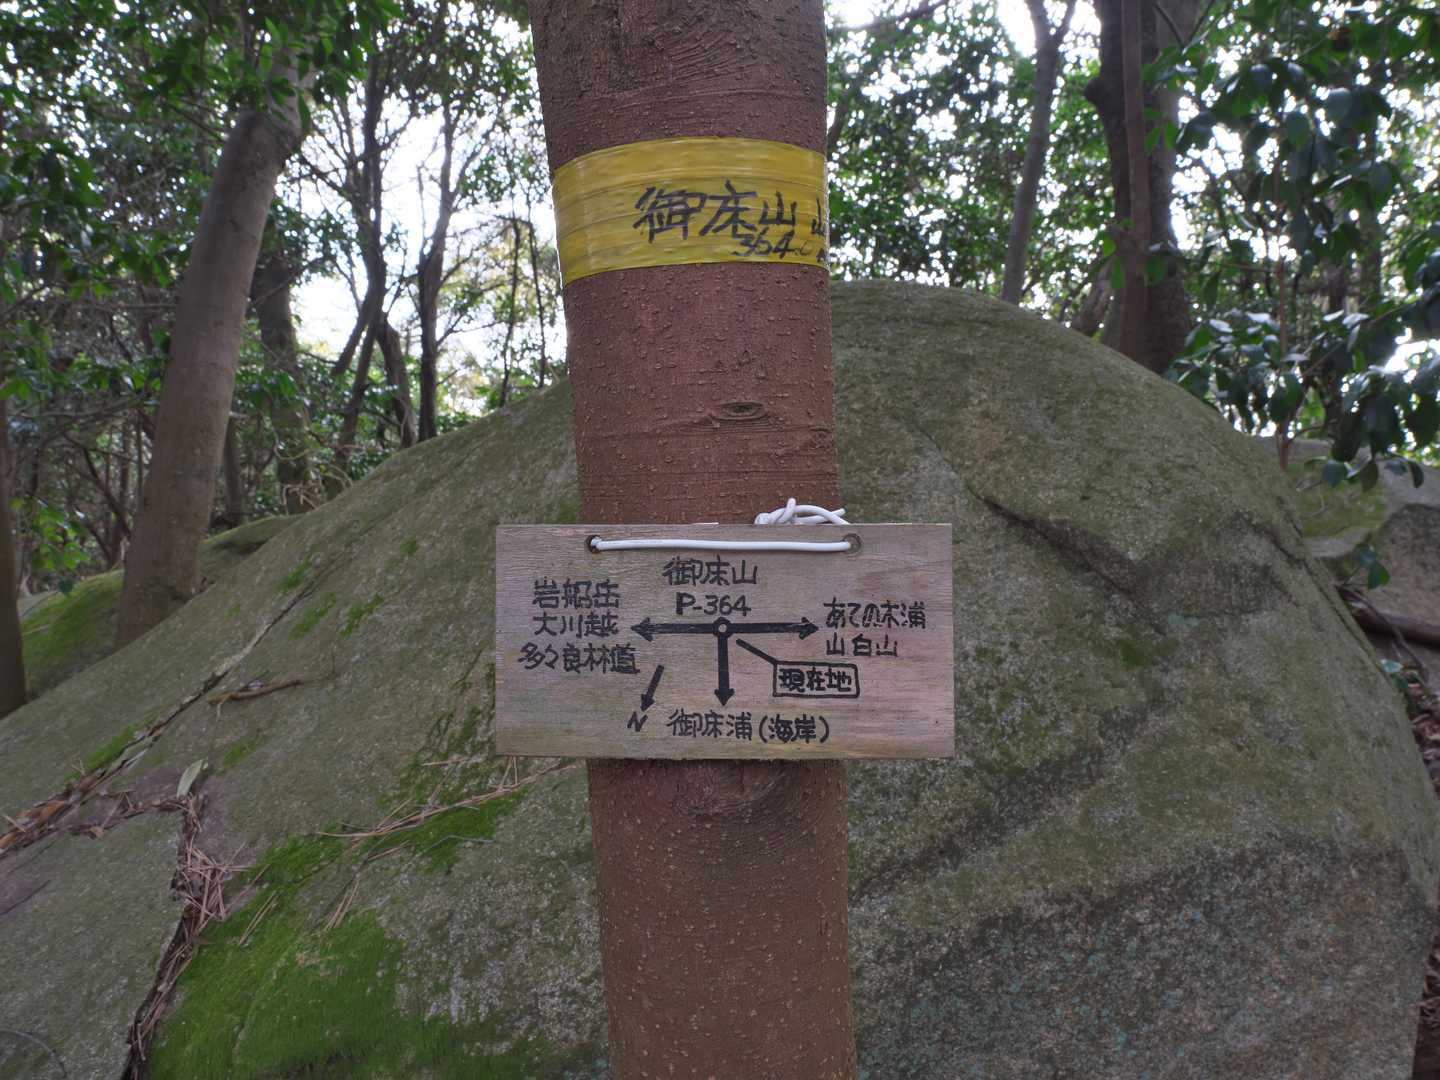 御床山 山
364.0
御床山
P-364
岩船岳
大川越
多々良林道
あての木浦
山白山
現在地
N
御床浦(海岸)